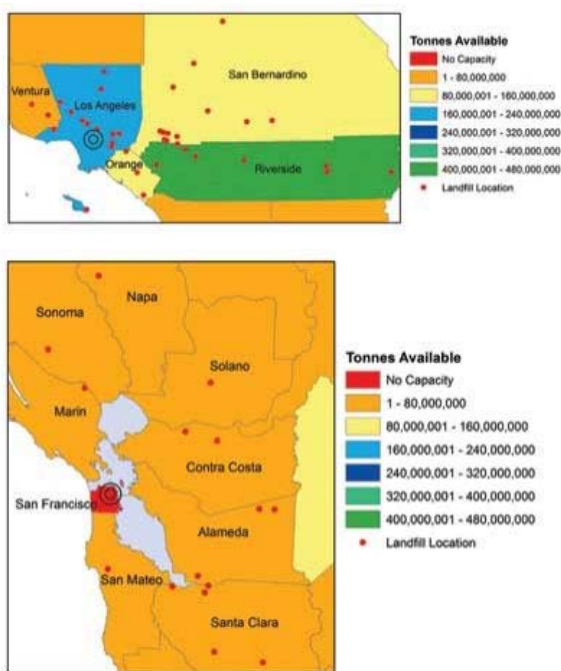 Ventura
Los Angeles
San Bernardino
Orange
Riverside
Tonnes Available
No Capacity
1 - 80,000,000
80,000,001 - 160,000,000
160,000,001 - 240,000,000
240,000,001 - 320,000,000
320,000,001 - 400,000,000
400,000,001 - 480,000,000
Landfill Location
Napa
Sonoma
Solano
Marin
Contra Costa
San Francisco
Alameda
San Mateo
Santa Clara
Tonnes Available
No Capacity
1 - 80,000,000
80,000,001 - 160,000,000
160,000,001 - 240,000,000
240,000,001 - 320,000,000
320,000,001 - 400,000,000
400,000,001 - 480,000,000
Landfill Location